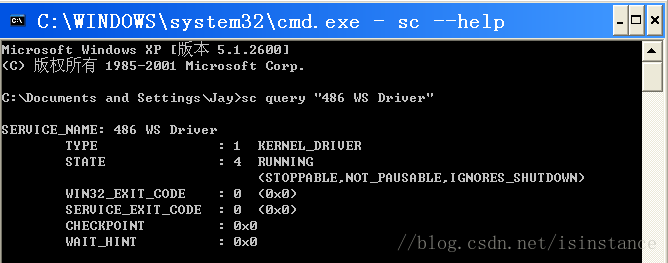 C:\WINDOWS\system32\cmd.exe - sc --help
Microsoft Windows XP [版本 5.1.2600]
(C) 版权所有 1985-2001 Microsoft Corp.
C:\Documents and Settings\Jay>sc query "486 WS Driver"
SERVICE_NAME: 486 WS Driver
TYPE : 1 KERNEL_DRIVER
STATE : 4 RUNNING
(STOPPABLE,NOT_PAUSABLE,IGNORES_SHUTDOWN)
WIN32_EXIT_CODE : 0 (0x0)
SERVICE_EXIT_CODE : 0 (0x0)
CHECKPOINT : 0x0
WAIT_HINT : 0x0
//blog.csdn.net/isinstance